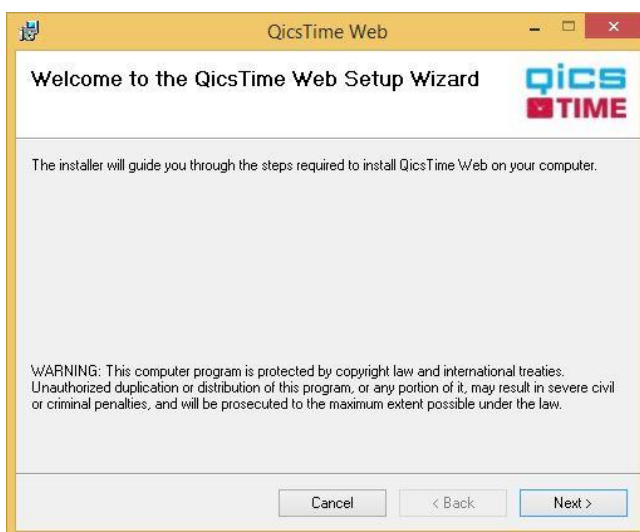 QicsTime Web
Welcome to the QicsTime Web Setup Wizard
Qics
TIME
The installer will guide you through the steps required to install QicsTime Web on your computer.
WARNING: This computer program is protected by copyright law and international treaties.
Unauthorized duplication or distribution of this program, or any portion of it, may result in severe civil
or criminal penalties, and will be prosecuted to the maximum extent possible under the law.
Cancel < Back Next >